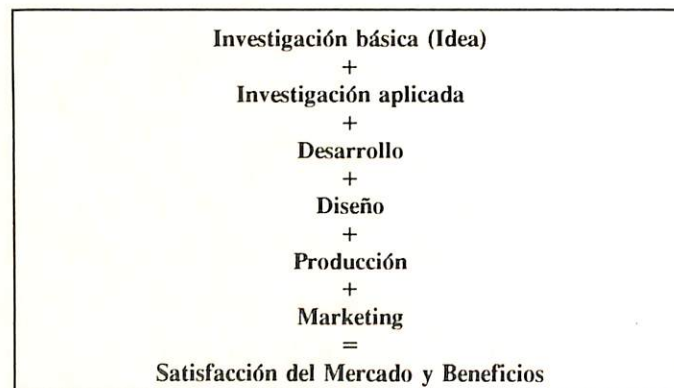 Investigación básica (Idea)
+
Investigación aplicada
+
Desarrollo
+
Diseño
+
Producción
+
Marketing
=
Satisfacción del Mercado y Beneficios